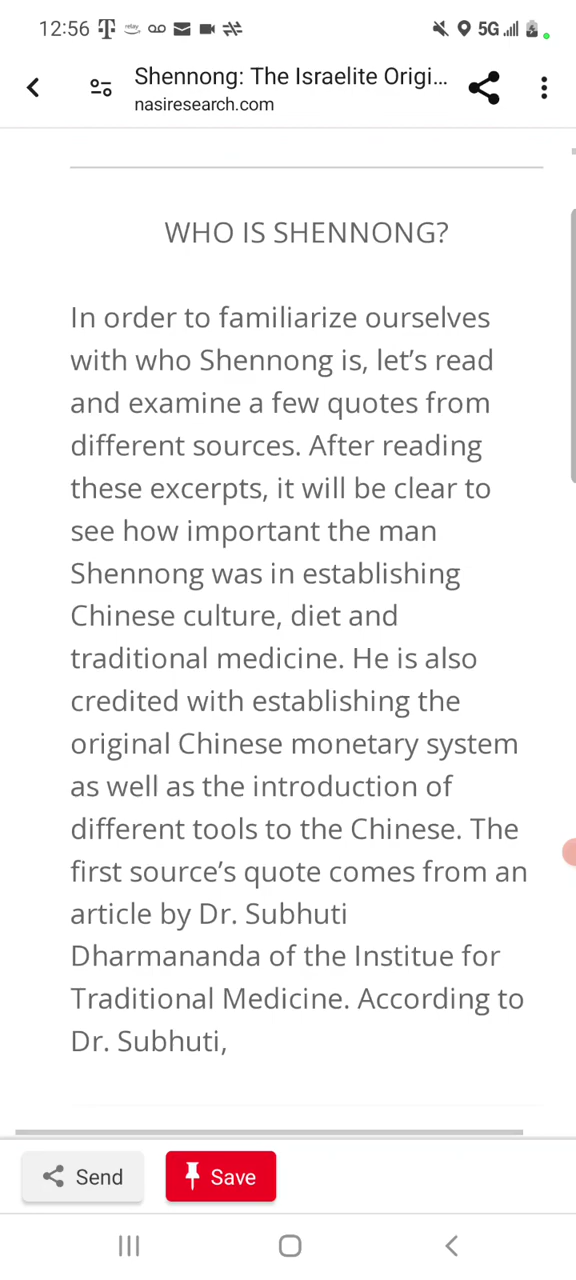 12:56
5G
Shennong: The Israelite Origi...
nasiresearch.com
WHO IS SHENNONG?
In order to familiarize ourselves
with who Shennong is, let’s read
and examine a few quotes from
different sources. After reading
these excerpts, it will be clear to
see how important the man
Shennong was in establishing
Chinese culture, diet and
traditional medicine. He is also
credited with establishing the
original Chinese monetary system
as well as the introduction of
different tools to the Chinese. The
first source’s quote comes from an
article by Dr. Subhuti
Dharmananda of the Institue for
Traditional Medicine. According to
Dr. Subhuti,
Send
Save